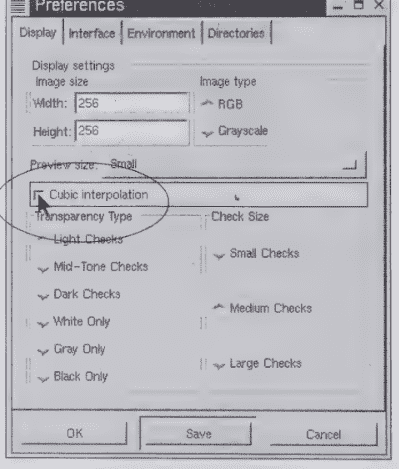 Preferences
Display Interface Environment Directories
Display settings
Image size Image type
Width: 256 RGB
Height: 256 Grayscale
Preview size: Small
Cubic interpolation
Transparency Type Check Size
Light Checks
Small Checks
Mid-Tone Checks
Dark Checks
Medium Checks
White Only
Gray Only
Large Checks
Black Only
OK Save Cancel